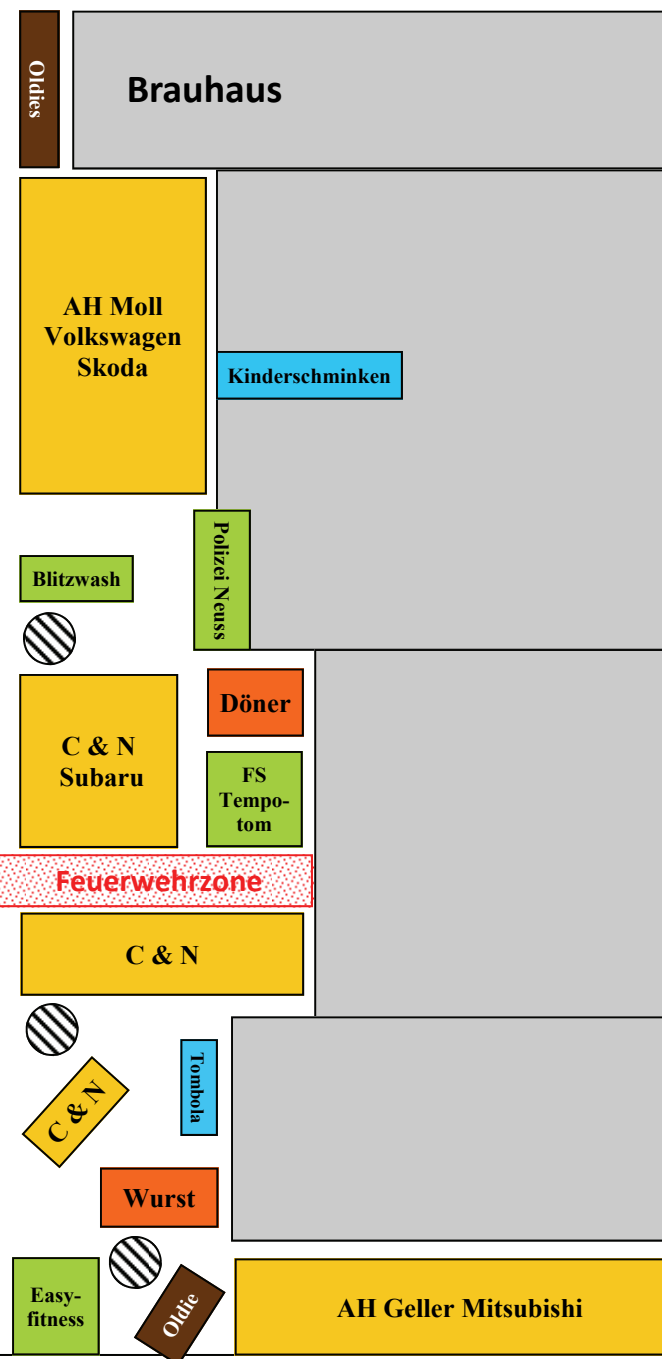 Oldies
Brauhaus
AH Moll
Volkswagen
Skoda
Kinderschminken
Polizei Neuss
Blitzwash
Döner
C & N
Subaru
FS
Tempo-
tom
Feuerwehrzone
C & N
Tombola
C & N
Wurst
Easy-
fitness
Oldie
AH Geller Mitsubishi